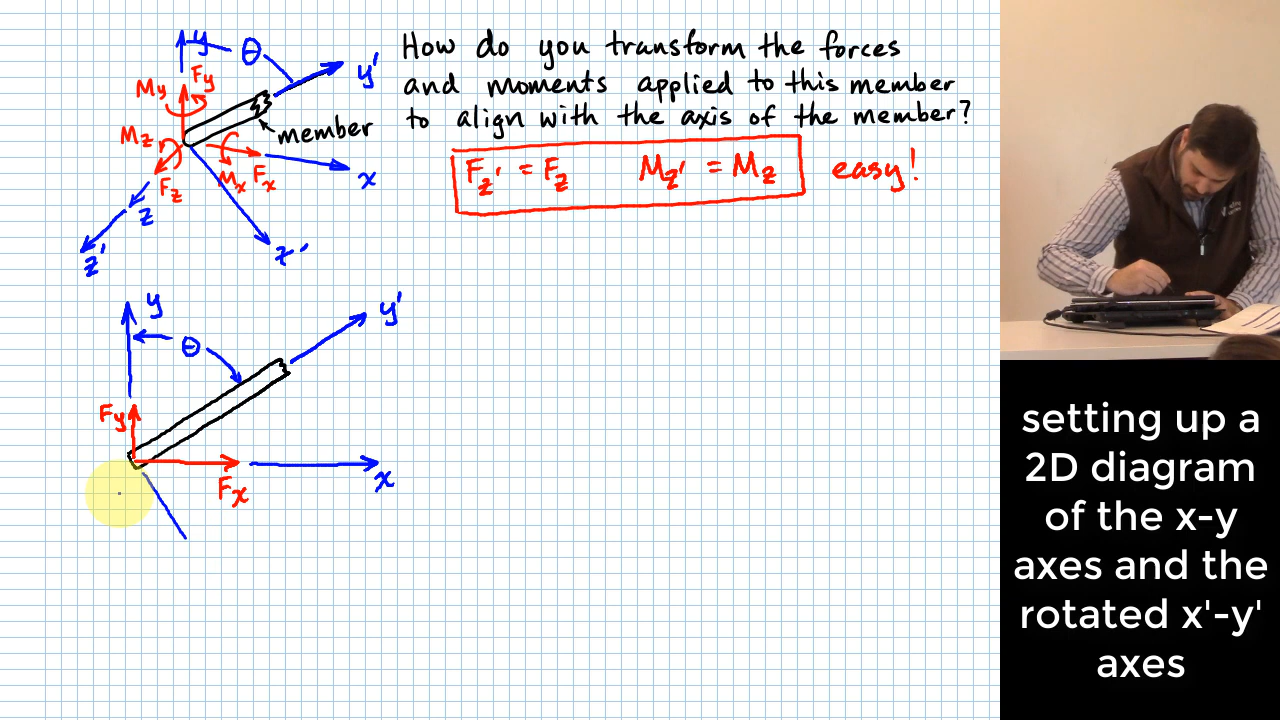 How do you transform the forces
and moments applied to this member
to align with the axis of the member?
Fz' = Fz Mz' = Mz easy!
y θ y'
My Fy
Mz member
Fz Mx Fx x
z
z' x'
y y'
θ
Fy
Fx x
setting up a
2D diagram
of the x-y
axes and the
rotated x'-y'
axes